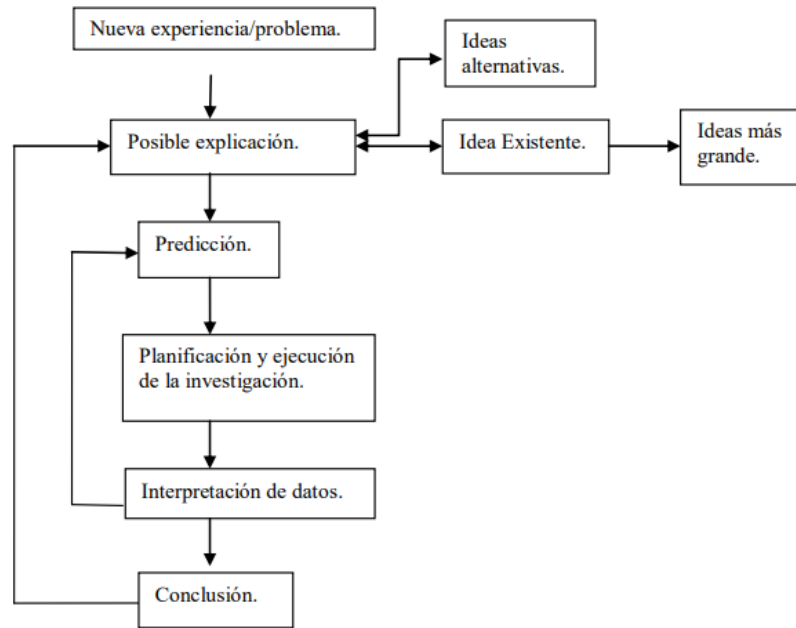 Nueva experiencia/problema.
Ideas
alternativas.
Posible explicación.
Idea Existente.
Ideas más
grande.
Predicción.
Planificación y ejecución
de la investigación.
Interpretación de datos.
Conclusión.